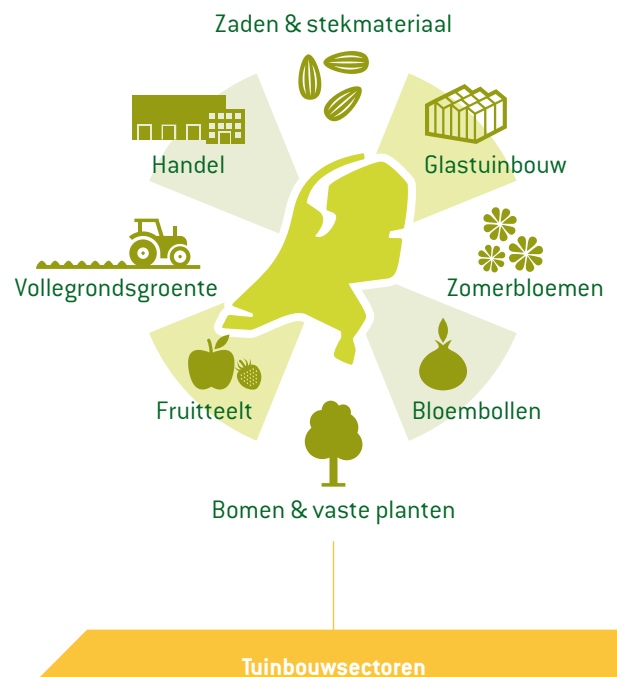 Zaden & stekmateriaal
Handel
Glastuinbouw
Vollegrondsgroente
Zomerbloemen
Fruitteelt
Bloembollen
Bomen & vaste planten
Tuinbouwsectoren